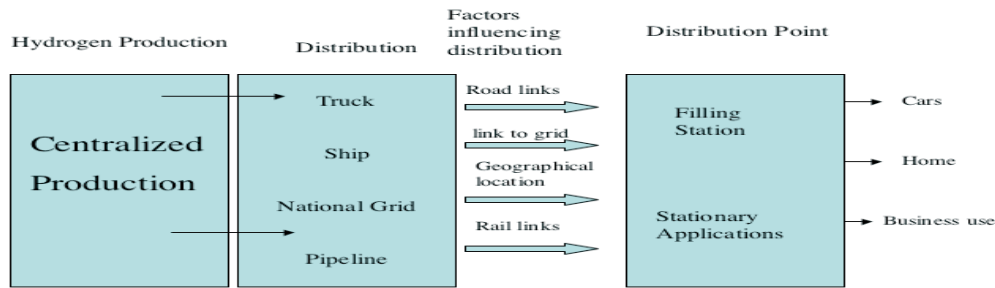 Hydrogen Production
Centralized
Production
Distribution
Truck
Ship
National Grid
Pipeline
Factors
influencing
distribution
Road links
link to grid
Geographical
location
Rail links
Distribution Point
Filling
Station
Stationary
Applications
Cars
Home
Business use